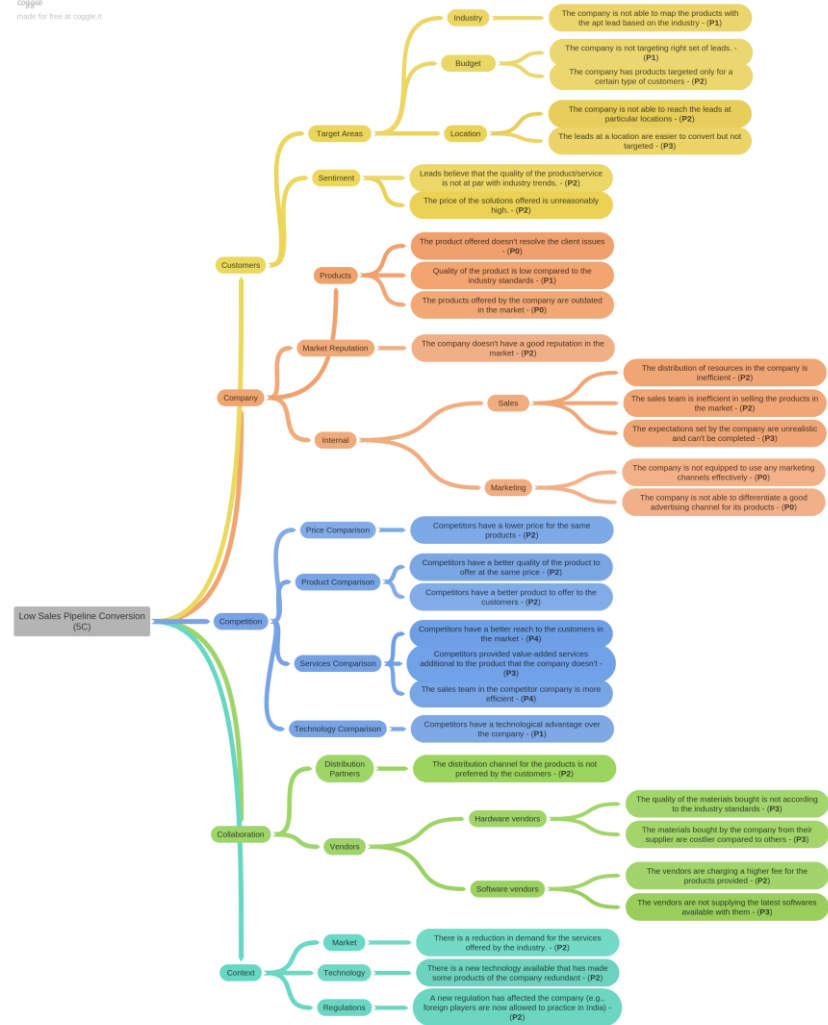 coggle
made for free at coggle.it
Low Sales Pipeline Conversion
(5C)
Customers
Target Areas
Industry
The company is not able to map the products with
the apt lead based on the industry - (P1)
Budget
The company is not targeting right set of leads. -
(P1)
The company has products targeted only for a
certain type of customers - (P2)
Location
The company is not able to reach the leads at
particular locations - (P2)
The leads at a location are easier to convert but not
targeted - (P3)
Sentiment
Leads believe that the quality of the product/service
is not at par with industry trends. - (P2)
The price of the solutions offered is unreasonably
high. - (P2)
Company
Products
The product offered doesn't resolve the client issues
- (P0)
Quality of the product is low compared to the
industry standards - (P1)
The products offered by the company are outdated
in the market - (P0)
Market Reputation
The company doesn't have a good reputation in the
market - (P2)
Internal
Sales
The distribution of resources in the company is
inefficient - (P2)
The sales team is inefficient in selling the products in
the market - (P2)
The expectations set by the company are unrealistic
and can't be completed - (P3)
Marketing
The company is not equipped to use any marketing
channels effectively - (P0)
The company is not able to differentiate a good
advertising channel for its products - (P0)
Competition
Price Comparison
Competitors have a lower price for the same
products - (P2)
Product Comparison
Competitors have a better quality of the product to
offer at the same price - (P2)
Competitors have a better product to offer to the
customers - (P2)
Services Comparison
Competitors have a better reach to the customers in
the market - (P4)
Competitors provided value-added services
additional to the product that the company doesn't -
(P3)
The sales team in the competitor company is more
efficient - (P4)
Technology Comparison
Competitors have a technological advantage over
the company - (P1)
Collaboration
Distribution
Partners
The distribution channel for the products is not
preferred by the customers - (P2)
Vendors
Hardware vendors
The quality of the materials bought is not according
to the industry standards - (P3)
The materials bought by the company from their
supplier are costlier compared to others - (P3)
Software vendors
The vendors are charging a higher fee for the
products provided - (P2)
The vendors are not supplying the latest softwares
available with them - (P3)
Context
Market
There is a reduction in demand for the services
offered by the industry. - (P2)
Technology
There is a new technology available that has made
some products of the company redundant - (P2)
Regulations
A new regulation has affected the company (e.g.,
foreign players are now allowed to practice in India) -
(P2)